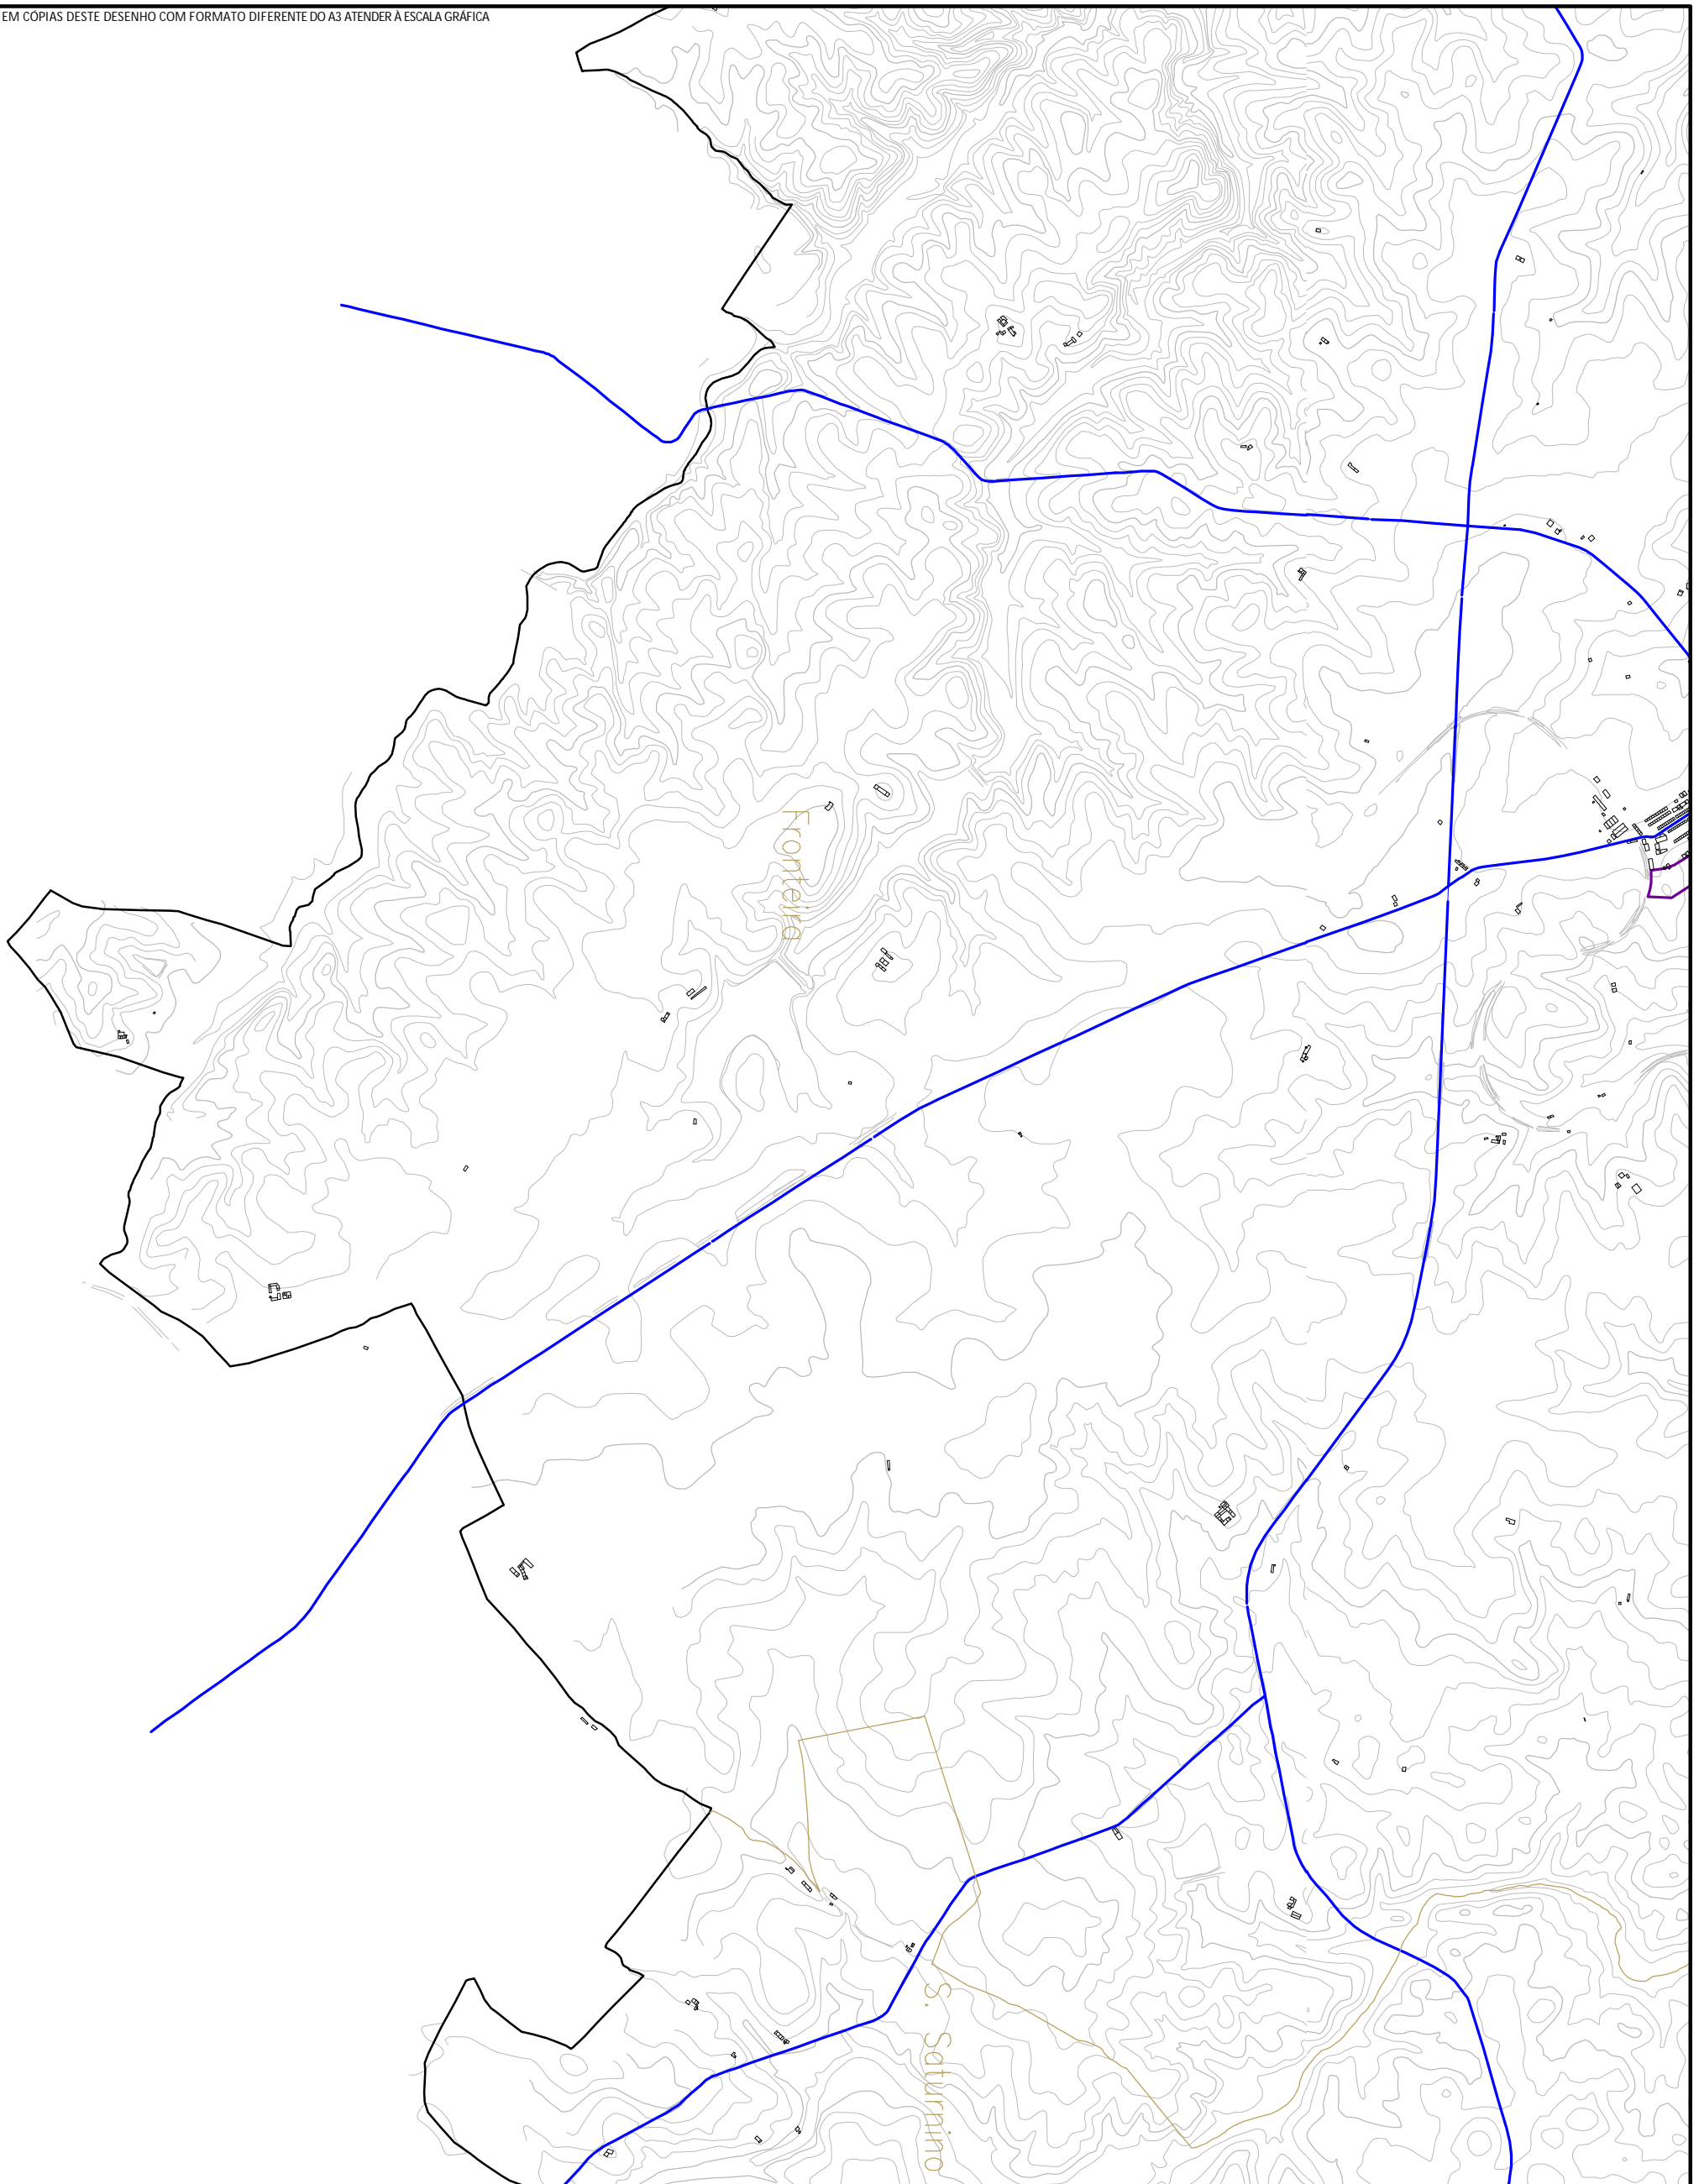 EM CÓPIAS DESTE DESENHO COM FORMATO DIFERENTE DO A3 ATENDER À ESCALA GRÁFICA
Fronteira
S. Saturnino